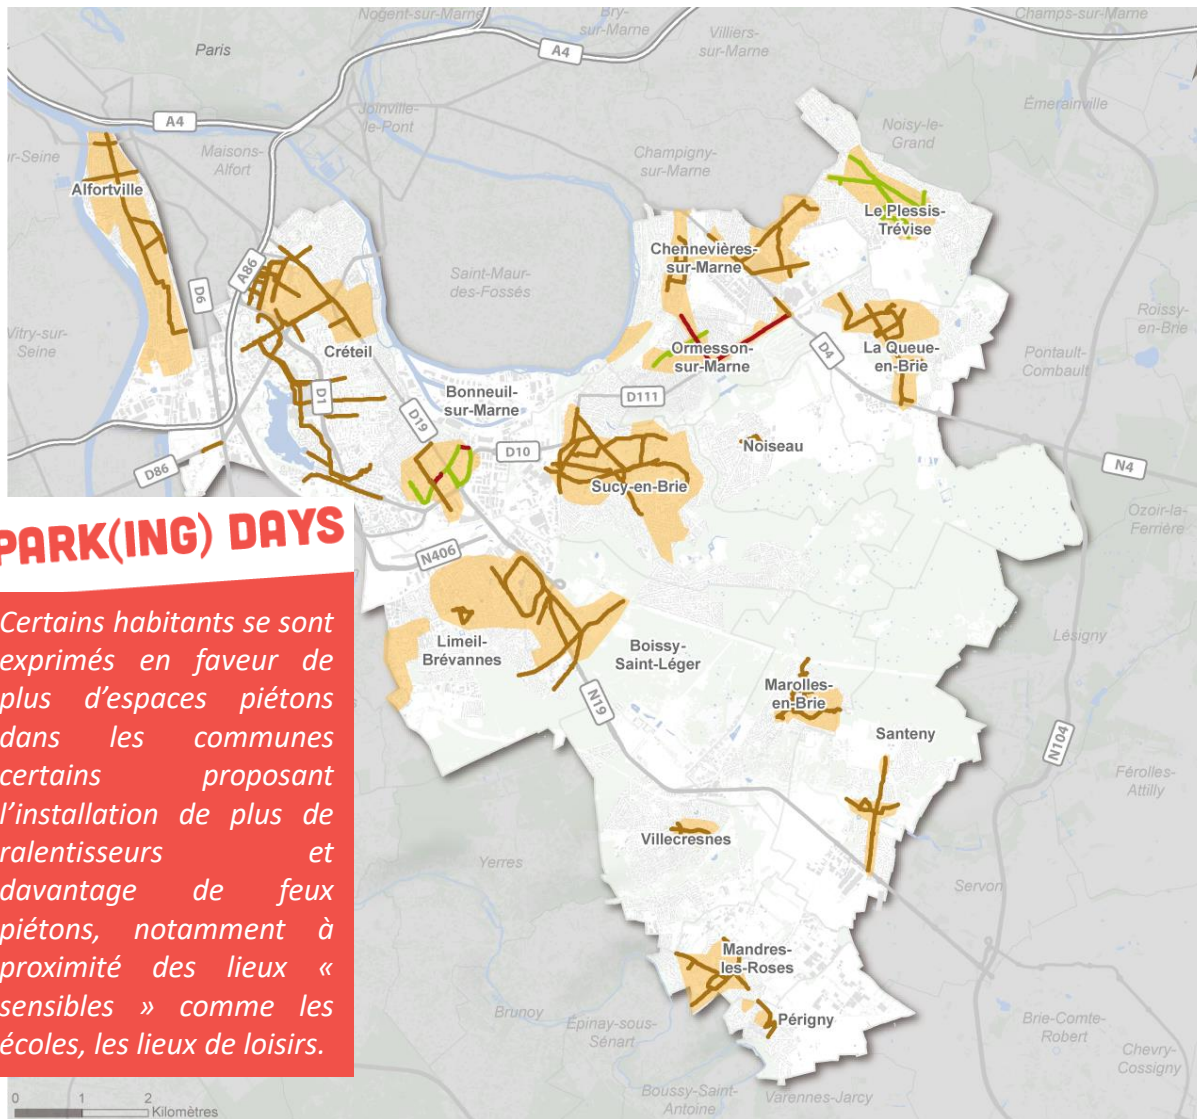 Nogent-sur-Marne
Bry-
sur-Marne
Champs-sur-Marne
Paris
A4
Villiers-
sur-Marne
Émerainville
Joinville-
le-Pont
A4
Noisy-le-
Grand
Maisons-
Alfort
Champigny-
sur-Marne
Alfortville
Le Plessis-
Trévise
Chennevières-
sur-Marne
A86
D6
Saint-Maur-
des-Fossés
Vitry-sur-
Seine
Roissy-
en-Brie
Créteil
Ormesson-
sur-Marne
D4
La Queue-
en-Brie
Pontault-
Combault
Bonneuil-
sur-Marne
D1
D111
D19
D10
Noiseau
D86
N4
Sucy-en-Brie
Ozoir-la-
Ferrière
N406
PARK(ING) DAYS
Certains habitants se sont
exprimés en faveur de
plus d'espaces piétons
dans les communes
certains proposant
l'installation de plus de
ralentisseurs et
davantage de feux
piétons, notamment à
proximité des lieux «
sensibles » comme les
écoles, les lieux de loisirs.
Limeil-
Brévannes
Boissy-
Saint-Léger
Lésigny
Marolles-
en-Brie
N19
Santeny
N104
Férolles-
Attilly
Villecresnes
Yerres
Servon
Mandres-
les-Roses
Brunoy
Épinay-sous-
Sénart
Périgny
Brie-Comte-
Robert
Chevry-
Cossigny
Boussy-Saint-
Antoine
Varennes-Jarcy
0 1 2
Kilomètres